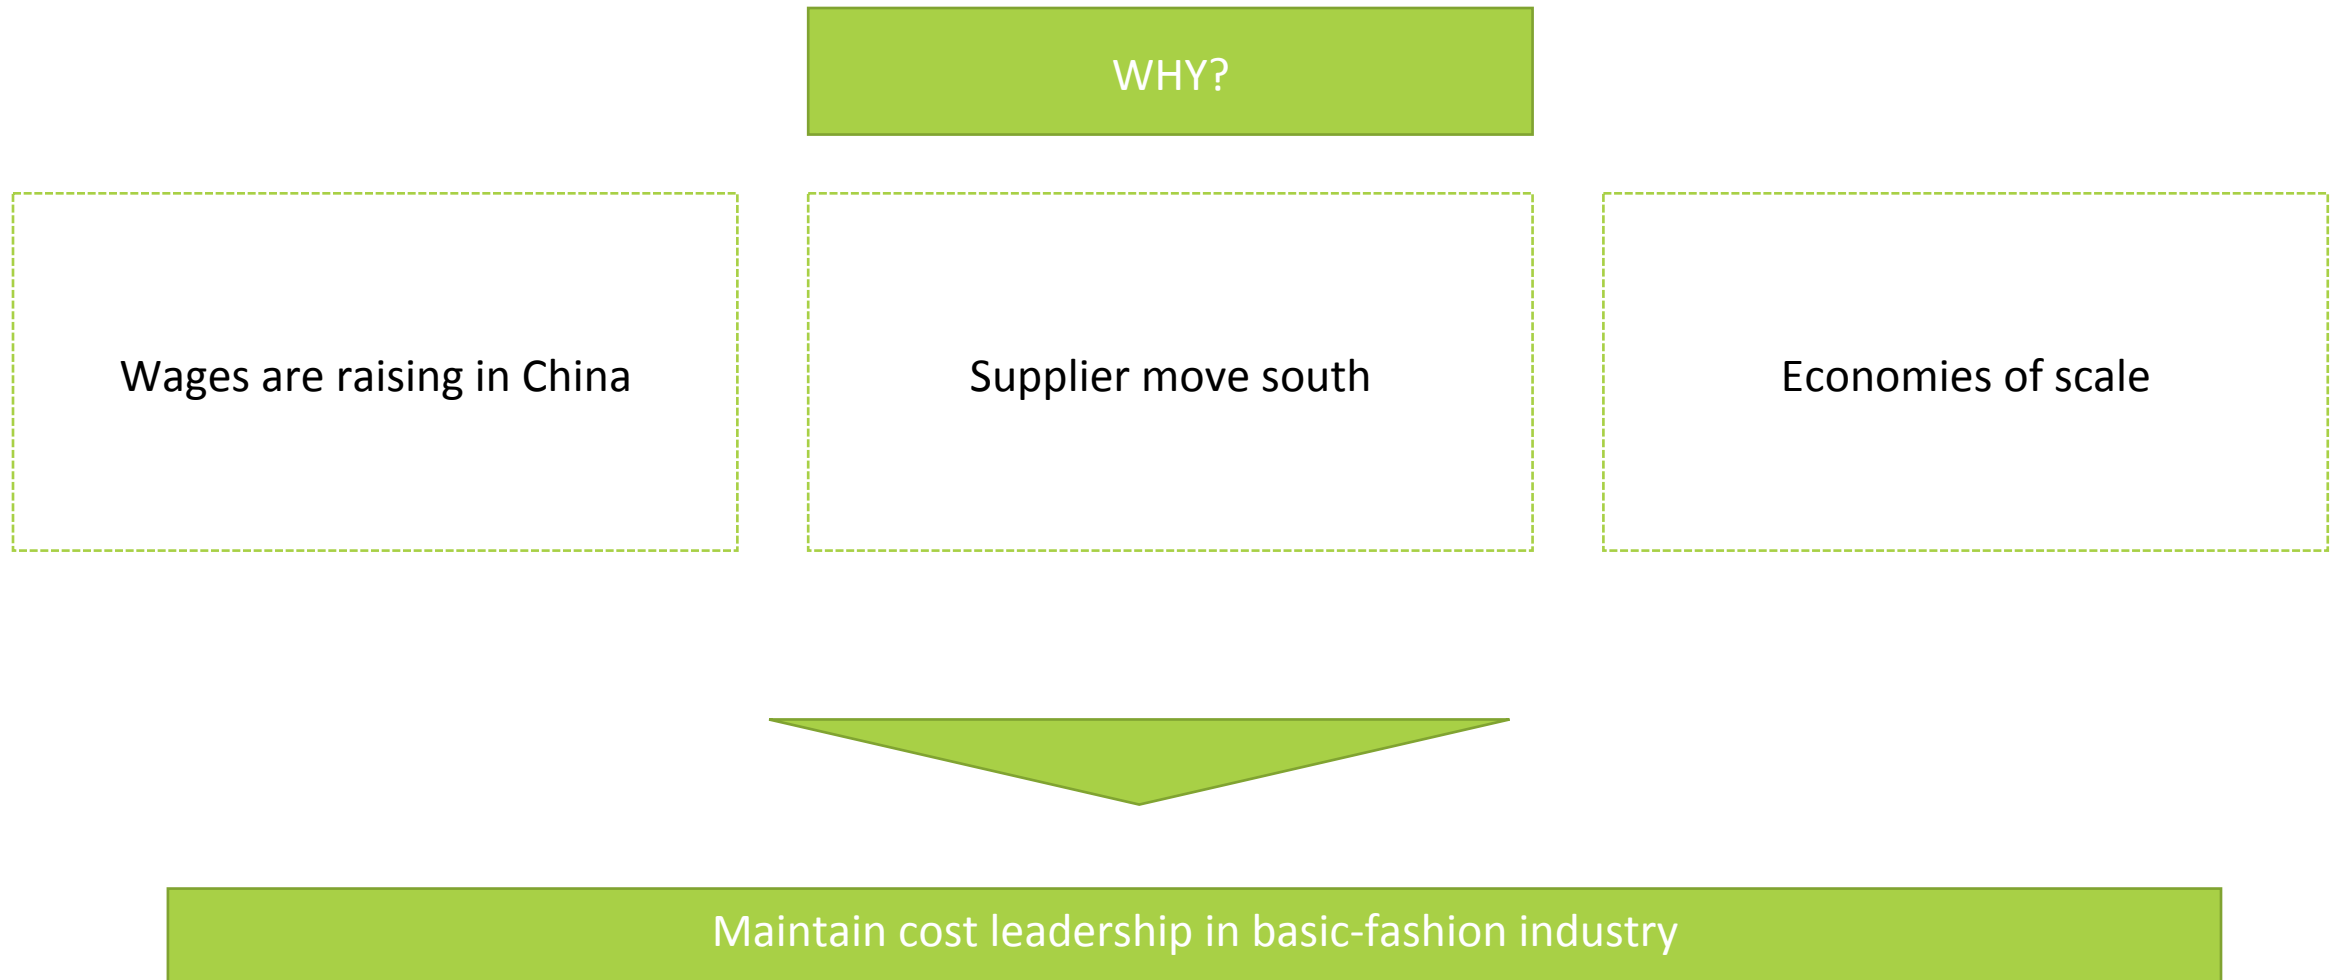 WHY?
Wages are raising in China
Supplier move south
Economies of scale
Maintain cost leadership in basic-fashion industry